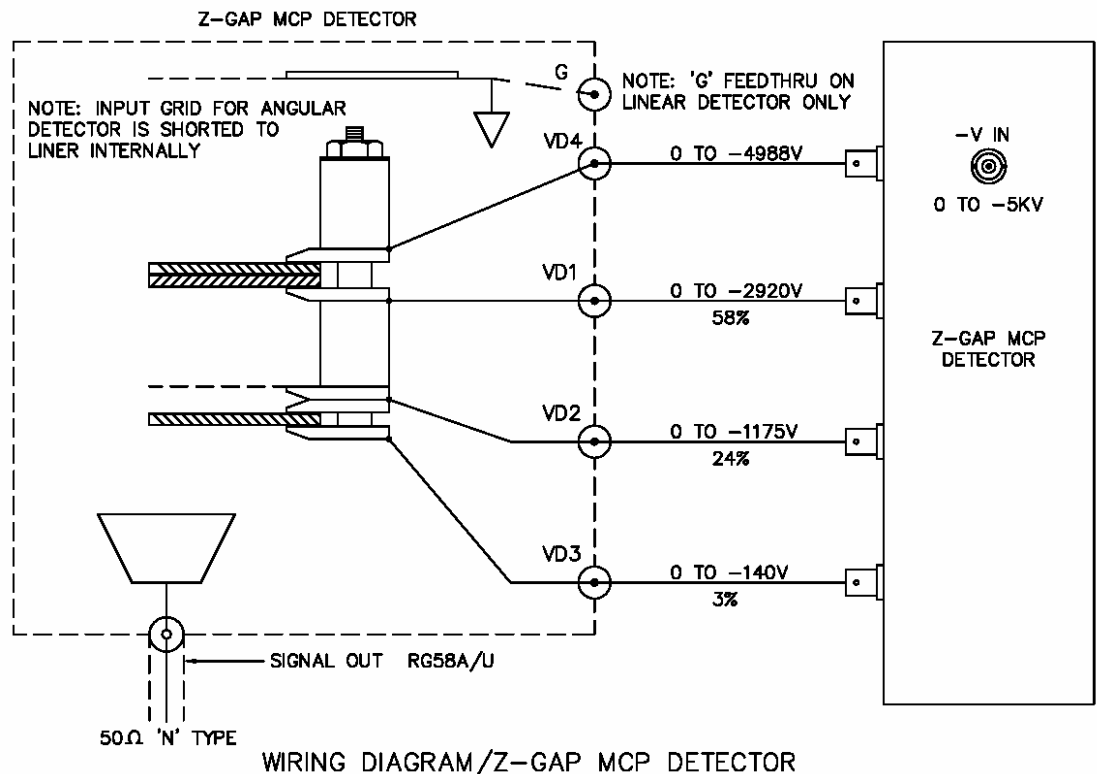 Z-GAP MCP DETECTOR
G
NOTE: 'G' FEEDTHRU ON
LINEAR DETECTOR ONLY
NOTE: INPUT GRID FOR ANGULAR
DETECTOR IS SHORTED TO
LINER INTERNALLY
VD4
0 TO -4988V
-V IN
0 TO -5KV
VD1
0 TO -2920V
58%
Z-GAP MCP
DETECTOR
VD2
0 TO -1175V
24%
VD3
0 TO -140V
3%
SIGNAL OUT RG58A/U
50Ω 'N' TYPE
WIRING DIAGRAM/Z-GAP MCP DETECTOR